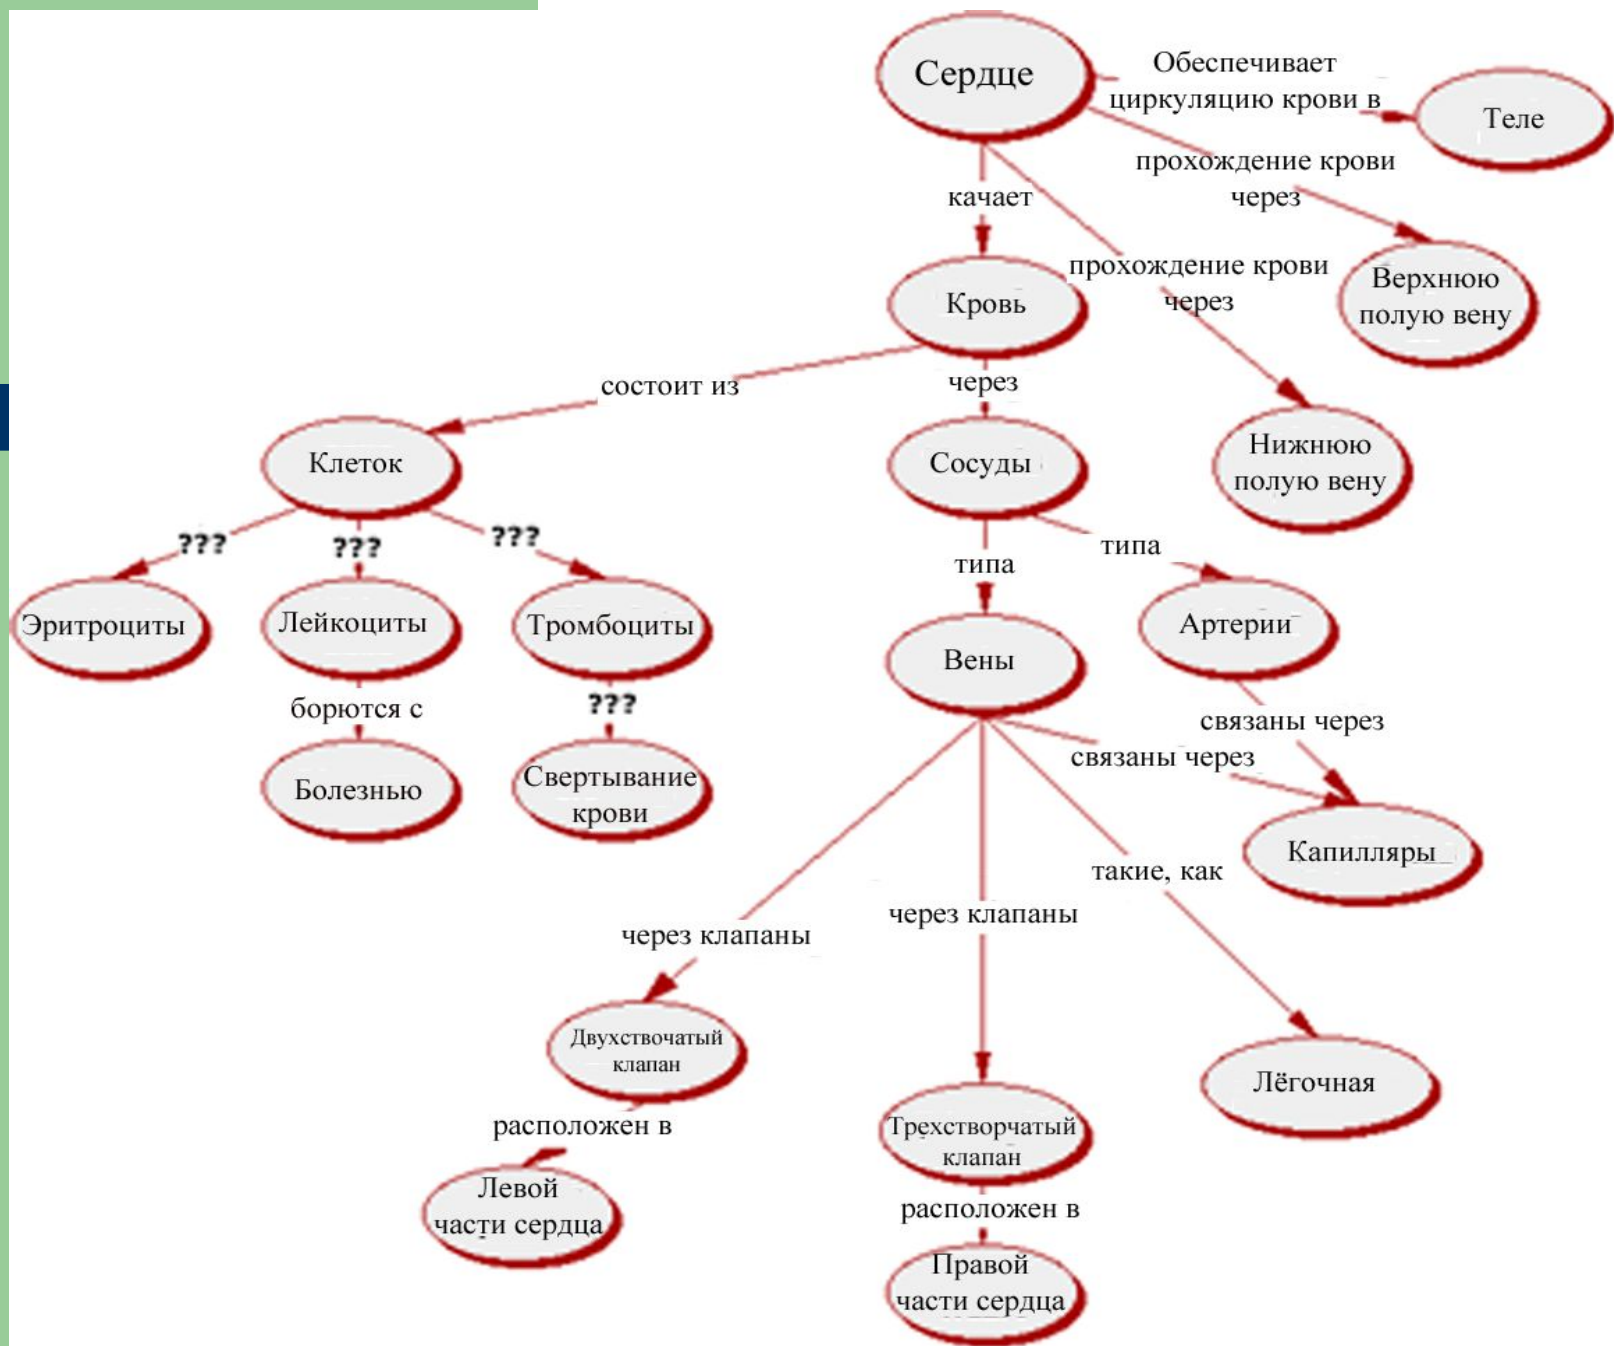 Сердце
Обеспечивает
циркуляцию крови в
Теле
прохождение крови
через
качает
Верхнюю
полую вену
прохождение крови
через
Кровь
состоит из
через
Клеток
Сосуды
Нижнюю
полую вену
???
???
???
типа
типа
Эритроциты
Лейкоциты
Тромбоциты
Вены
Артерии
борются с
???
связаны через
связаны через
Болезнью
Свертывание
крови
Капилляры
такие, как
через клапаны
через клапаны
Двухствочатый
клапан
Лёгочная
расположен в
Трехстворчатый
клапан
Левой
части сердца
расположен в
Правой
части сердца